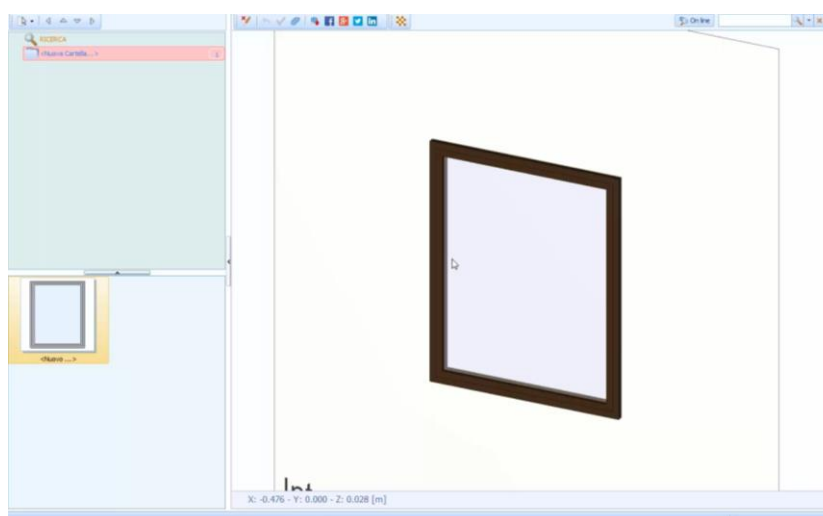 On line
RICERCA
<Nuova Cartella...>
<Nuovo ...>
Int
X: -0.476 - Y: 0.000 - Z: 0.028 [m]